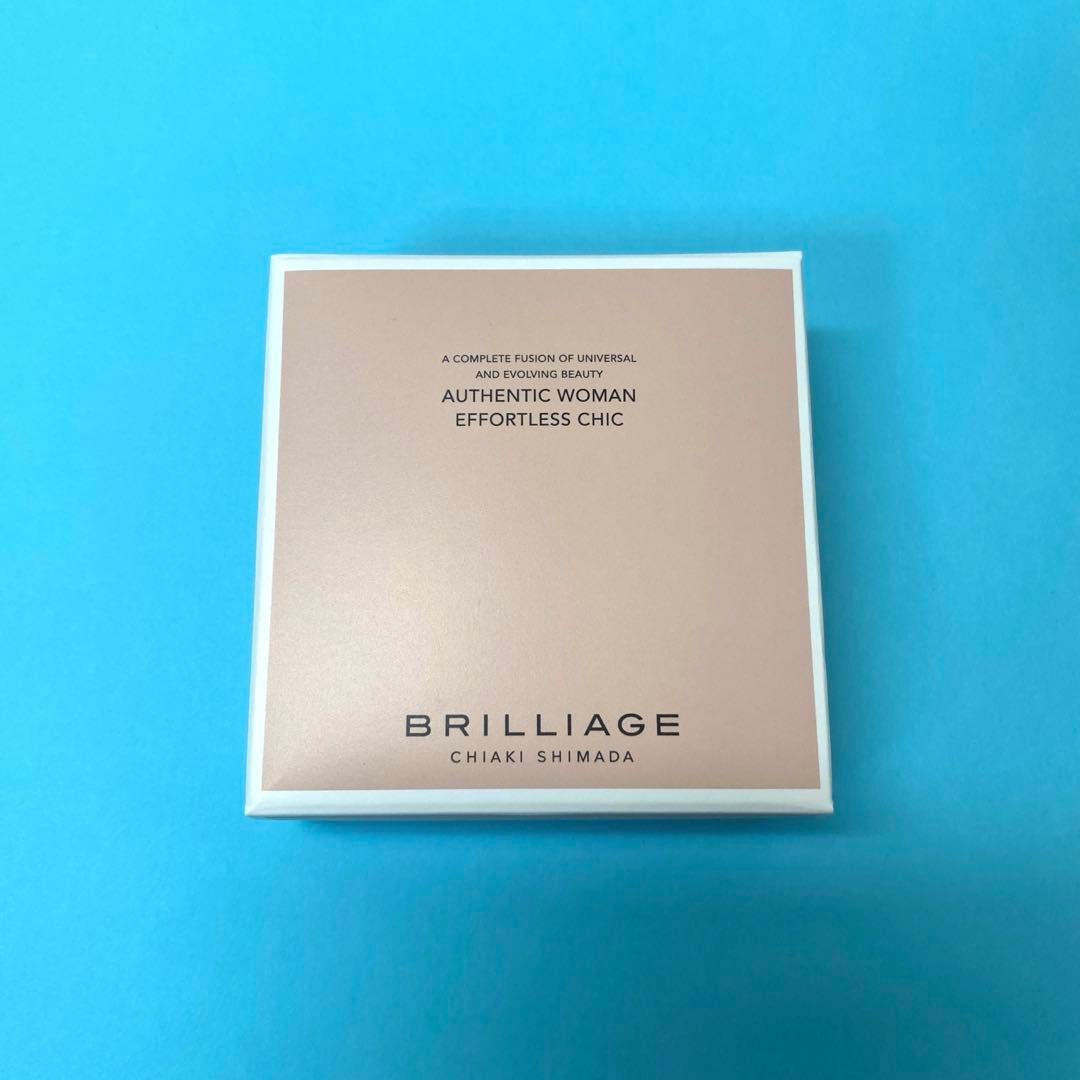 A COMPLETE FUSION OF UNIVERSAL
AND EVOLVING BEAUTY
AUTHENTIC WOMAN
EFFORTLESS CHIC
BRILLIAGE
CHIAKI SHIMADA